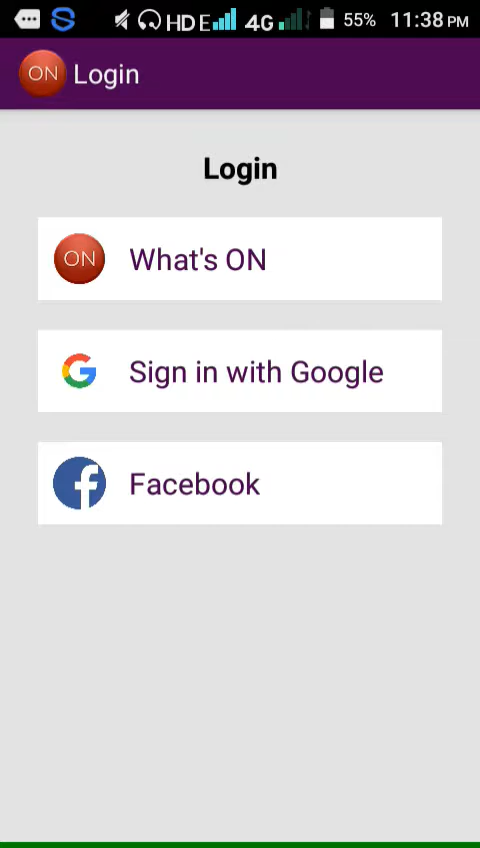 HD E 4G 55% 11:38 PM
ON Login
Login
ON What's ON
G Sign in with Google
f Facebook